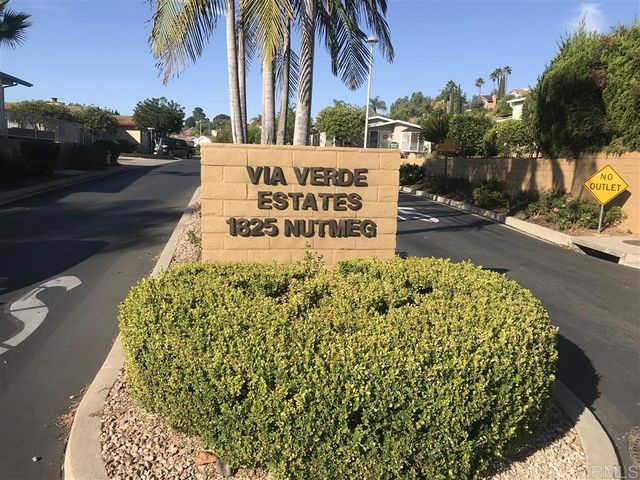 VIA VERDE
ESTATES
1825 NUTMEG
NO
OUTLET